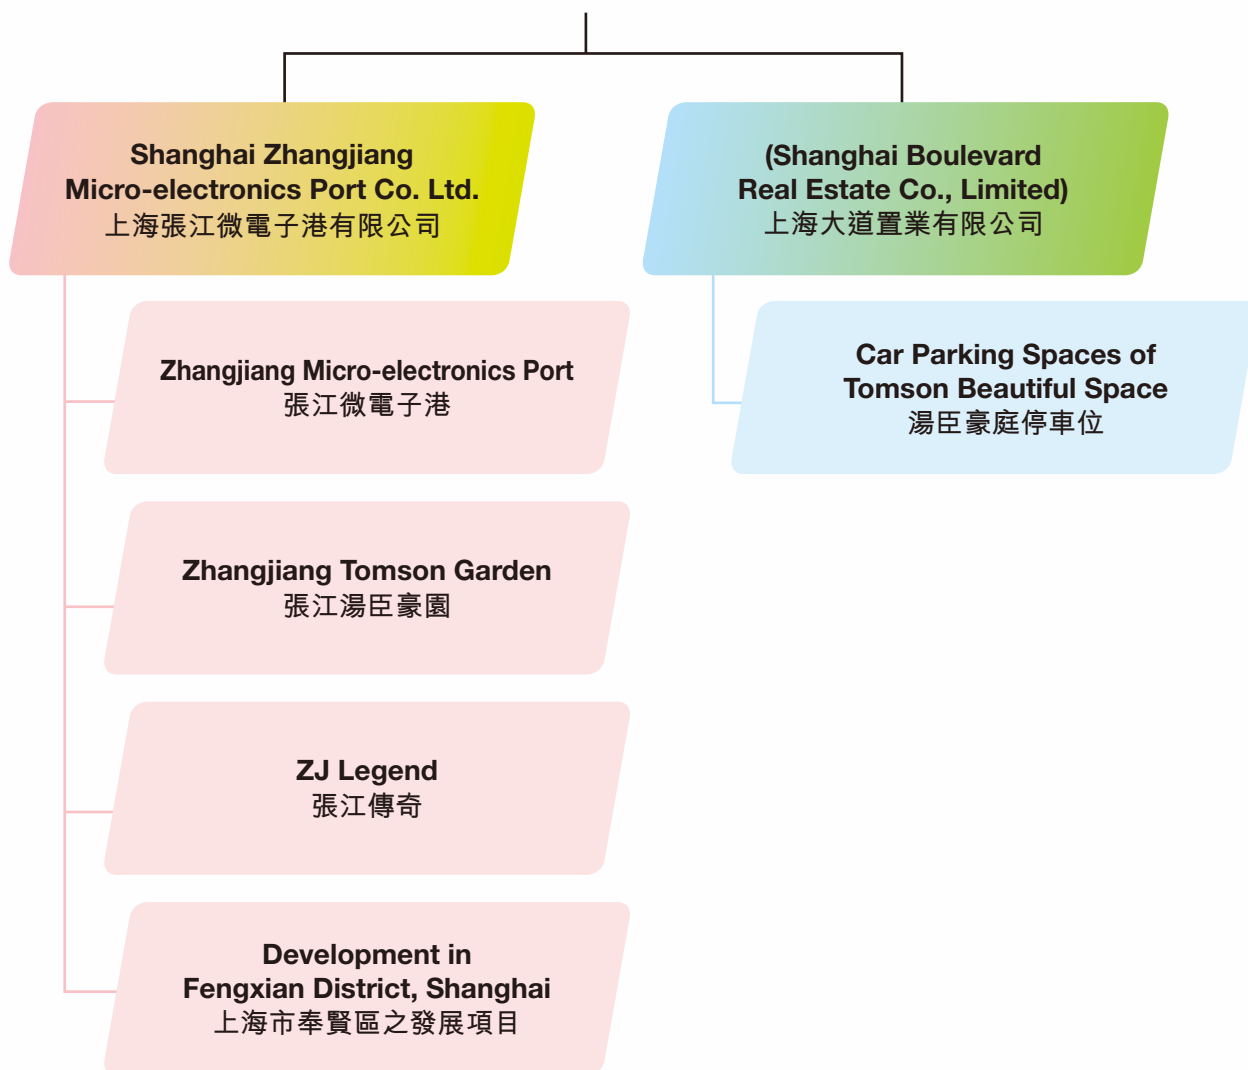 Shanghai Zhangjiang
Micro-electronics Port Co. Ltd.
上海張江微電子港有限公司
(Shanghai Boulevard
Real Estate Co., Limited)
上海大道置業有限公司
Zhangjiang Micro-electronics Port
張江微電子港
Car Parking Spaces of
Tomson Beautiful Space
湯臣豪庭停車位
Zhangjiang Tomson Garden
張江湯臣豪園
ZJ Legend
張江傳奇
Development in
Fengxian District, Shanghai
上海市奉賢區之發展項目